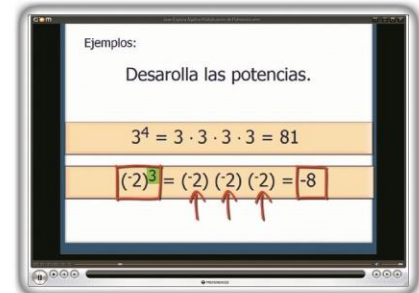 Ejemplos:
Desarolla las potencias.
3⁴ = 3 · 3 · 3 · 3 = 81
(-2)³ = (-2) (-2) (-2) = -8